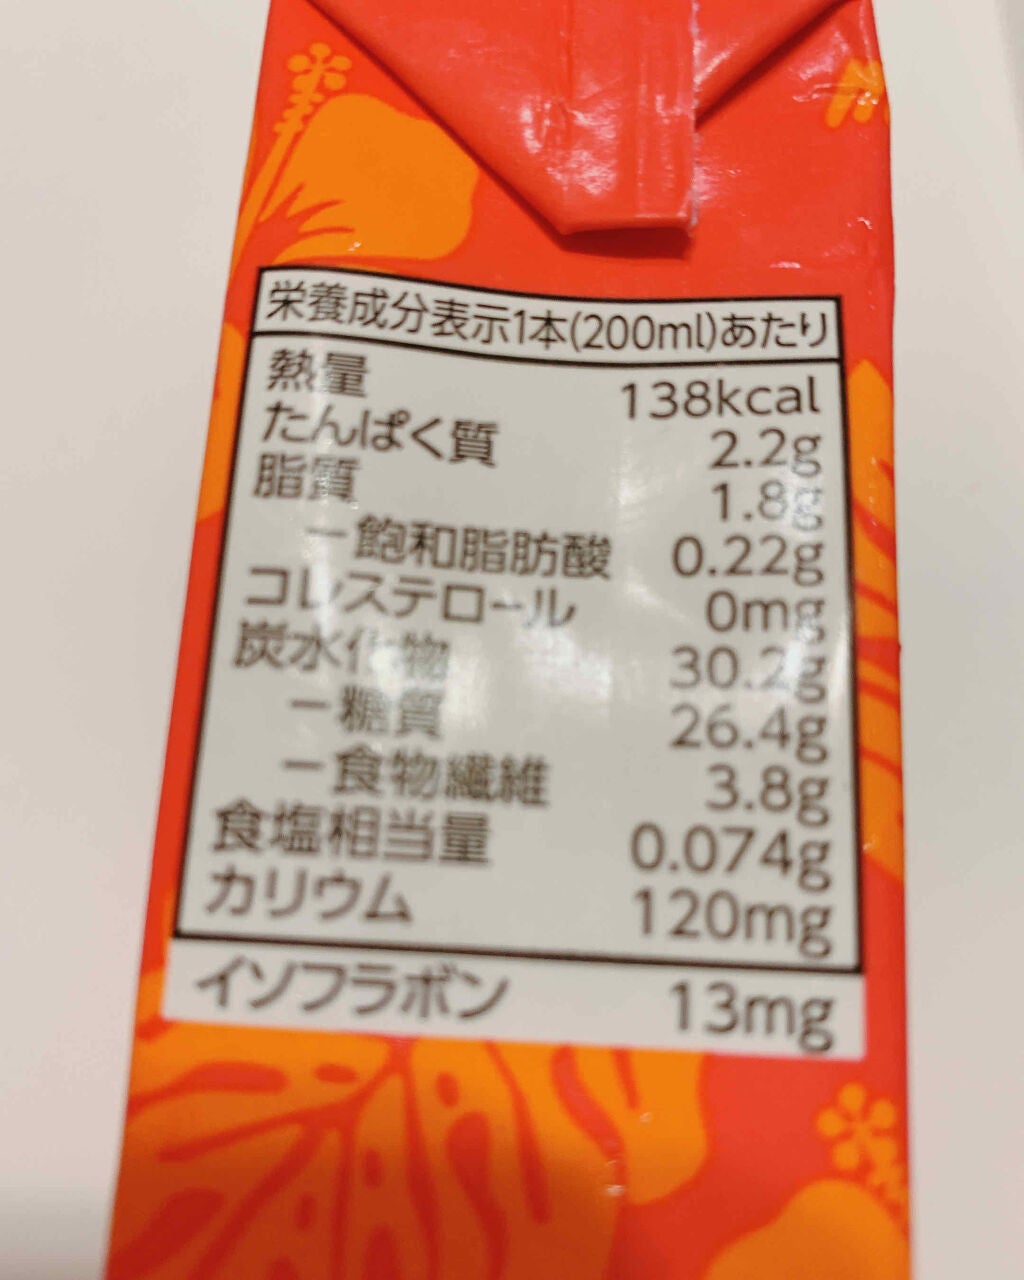 栄養成分表示1本(200ml)あたり
熱量 138kcal
たんぱく質 2.2g
脂質 1.8g
－飽和脂肪酸 0.22g
コレステロール 0mg
炭水化物 30.2g
－糖質 26.4g
－食物繊維 3.8g
食塩相当量 0.074g
カリウム 120mg
イソフラボン 13mg